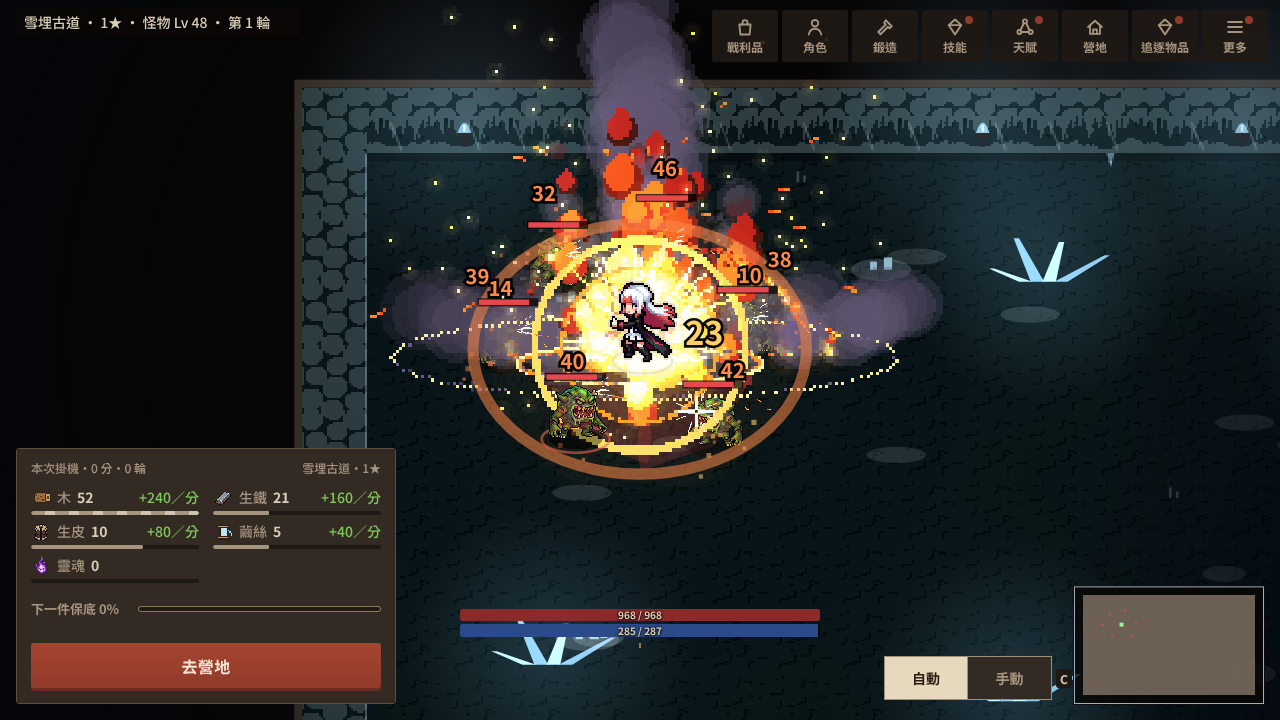 雪埋古道・1★・怪物 Lv 48・第 1 輪
戰利品
角色
鍛造
技能
天賦
營地
追逐物品
更多
46
32
38
39
10
14
23
40
42
本次掛機・0 分・0 輪
雪埋古道・1★
木 52 +240／分
生鐵 21 +160／分
生皮 10 +80／分
繭絲 5 +40／分
靈魂 0
下一件保底 0%
去營地
968 / 968
285 / 287
自動
手動
C